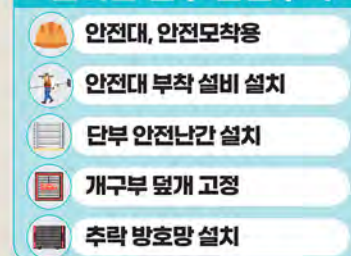 안전대, 안전모착용
안전대 부착 설비 설치
단부 안전난간 설치
개구부 덮개 고정
추락 방호망 설치